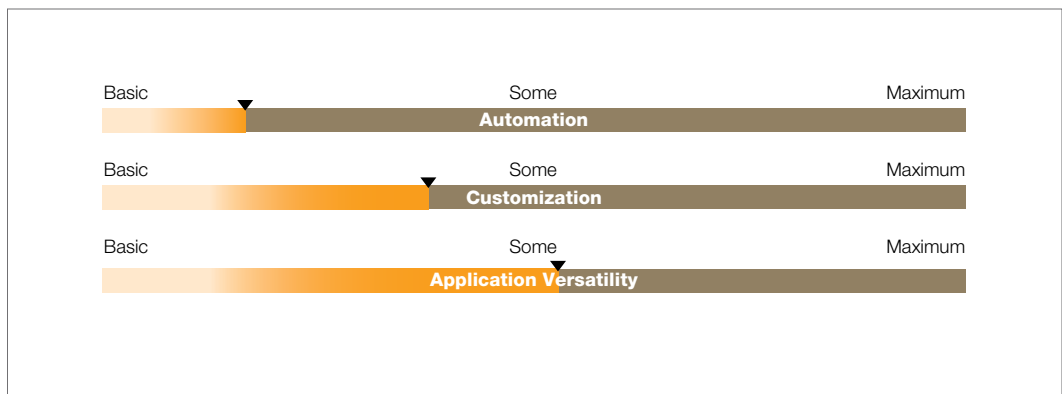 Basic Some Maximum
Automation
Basic Some Maximum
Customization
Basic Some Maximum
Application Versatility